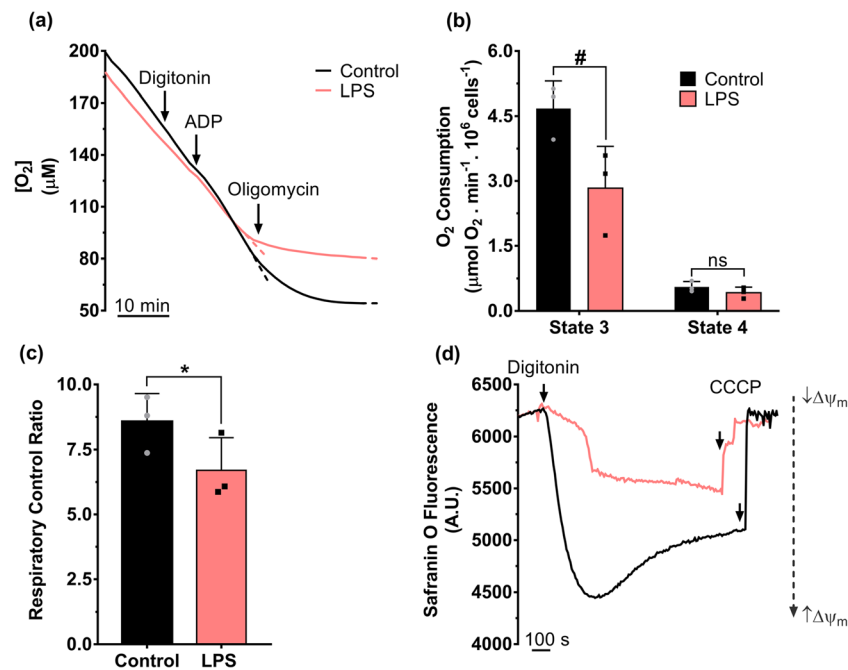 (a)
200
170
140
110
80
50
[O₂]
(µM)
Digitonin
ADP
Oligomycin
Control
LPS
10 min
(b)
6.0
4.5
3.0
1.5
0.0
O₂ Consumption
(µmol O₂ . min⁻¹ . 10⁶ cells⁻¹)
#
ns
Control
LPS
State 3
State 4
(c)
10.0
7.5
5.0
2.5
0.0
Respiratory Control Ratio
*
Control
LPS
(d)
Digitonin
CCCP
6500
6000
5500
5000
4500
4000
Safranin O Fluorescence
(A.U.)
100 s
↓Δψm
↑Δψm